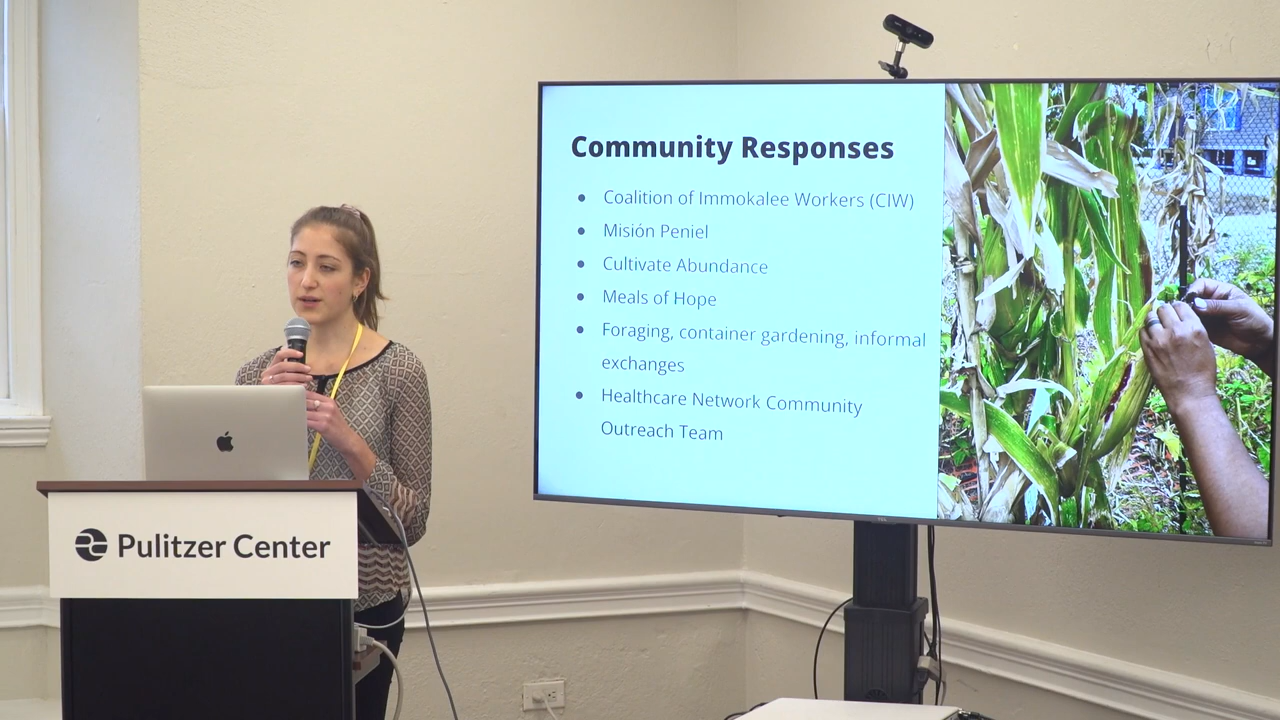 Community Responses
Coalition of Immokalee Workers (CIW)
Misión Peniel
Cultivate Abundance
Meals of Hope
Foraging, container gardening, informal
exchanges
Healthcare Network Community
Outreach Team
Pulitzer Center